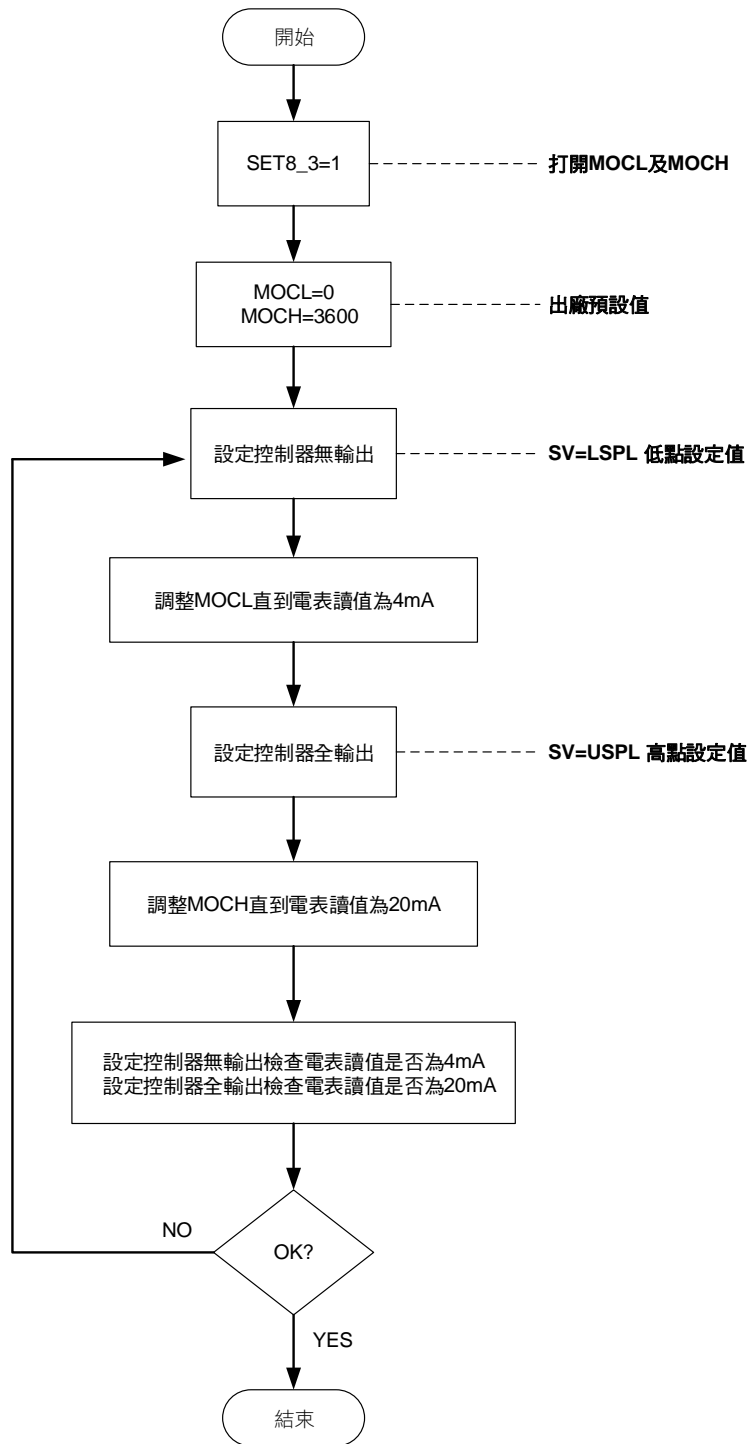 開始
SET8_3=1
打開MOCL及MOCH
MOCL=0
MOCH=3600
出廠預設值
設定控制器無輸出
SV=LSPL 低點設定值
調整MOCL直到電表讀值為4mA
設定控制器全輸出
SV=USPL 高點設定值
調整MOCH直到電表讀值為20mA
設定控制器無輸出檢查電表讀值是否為4mA
設定控制器全輸出檢查電表讀值是否為20mA
NO
OK?
YES
結束